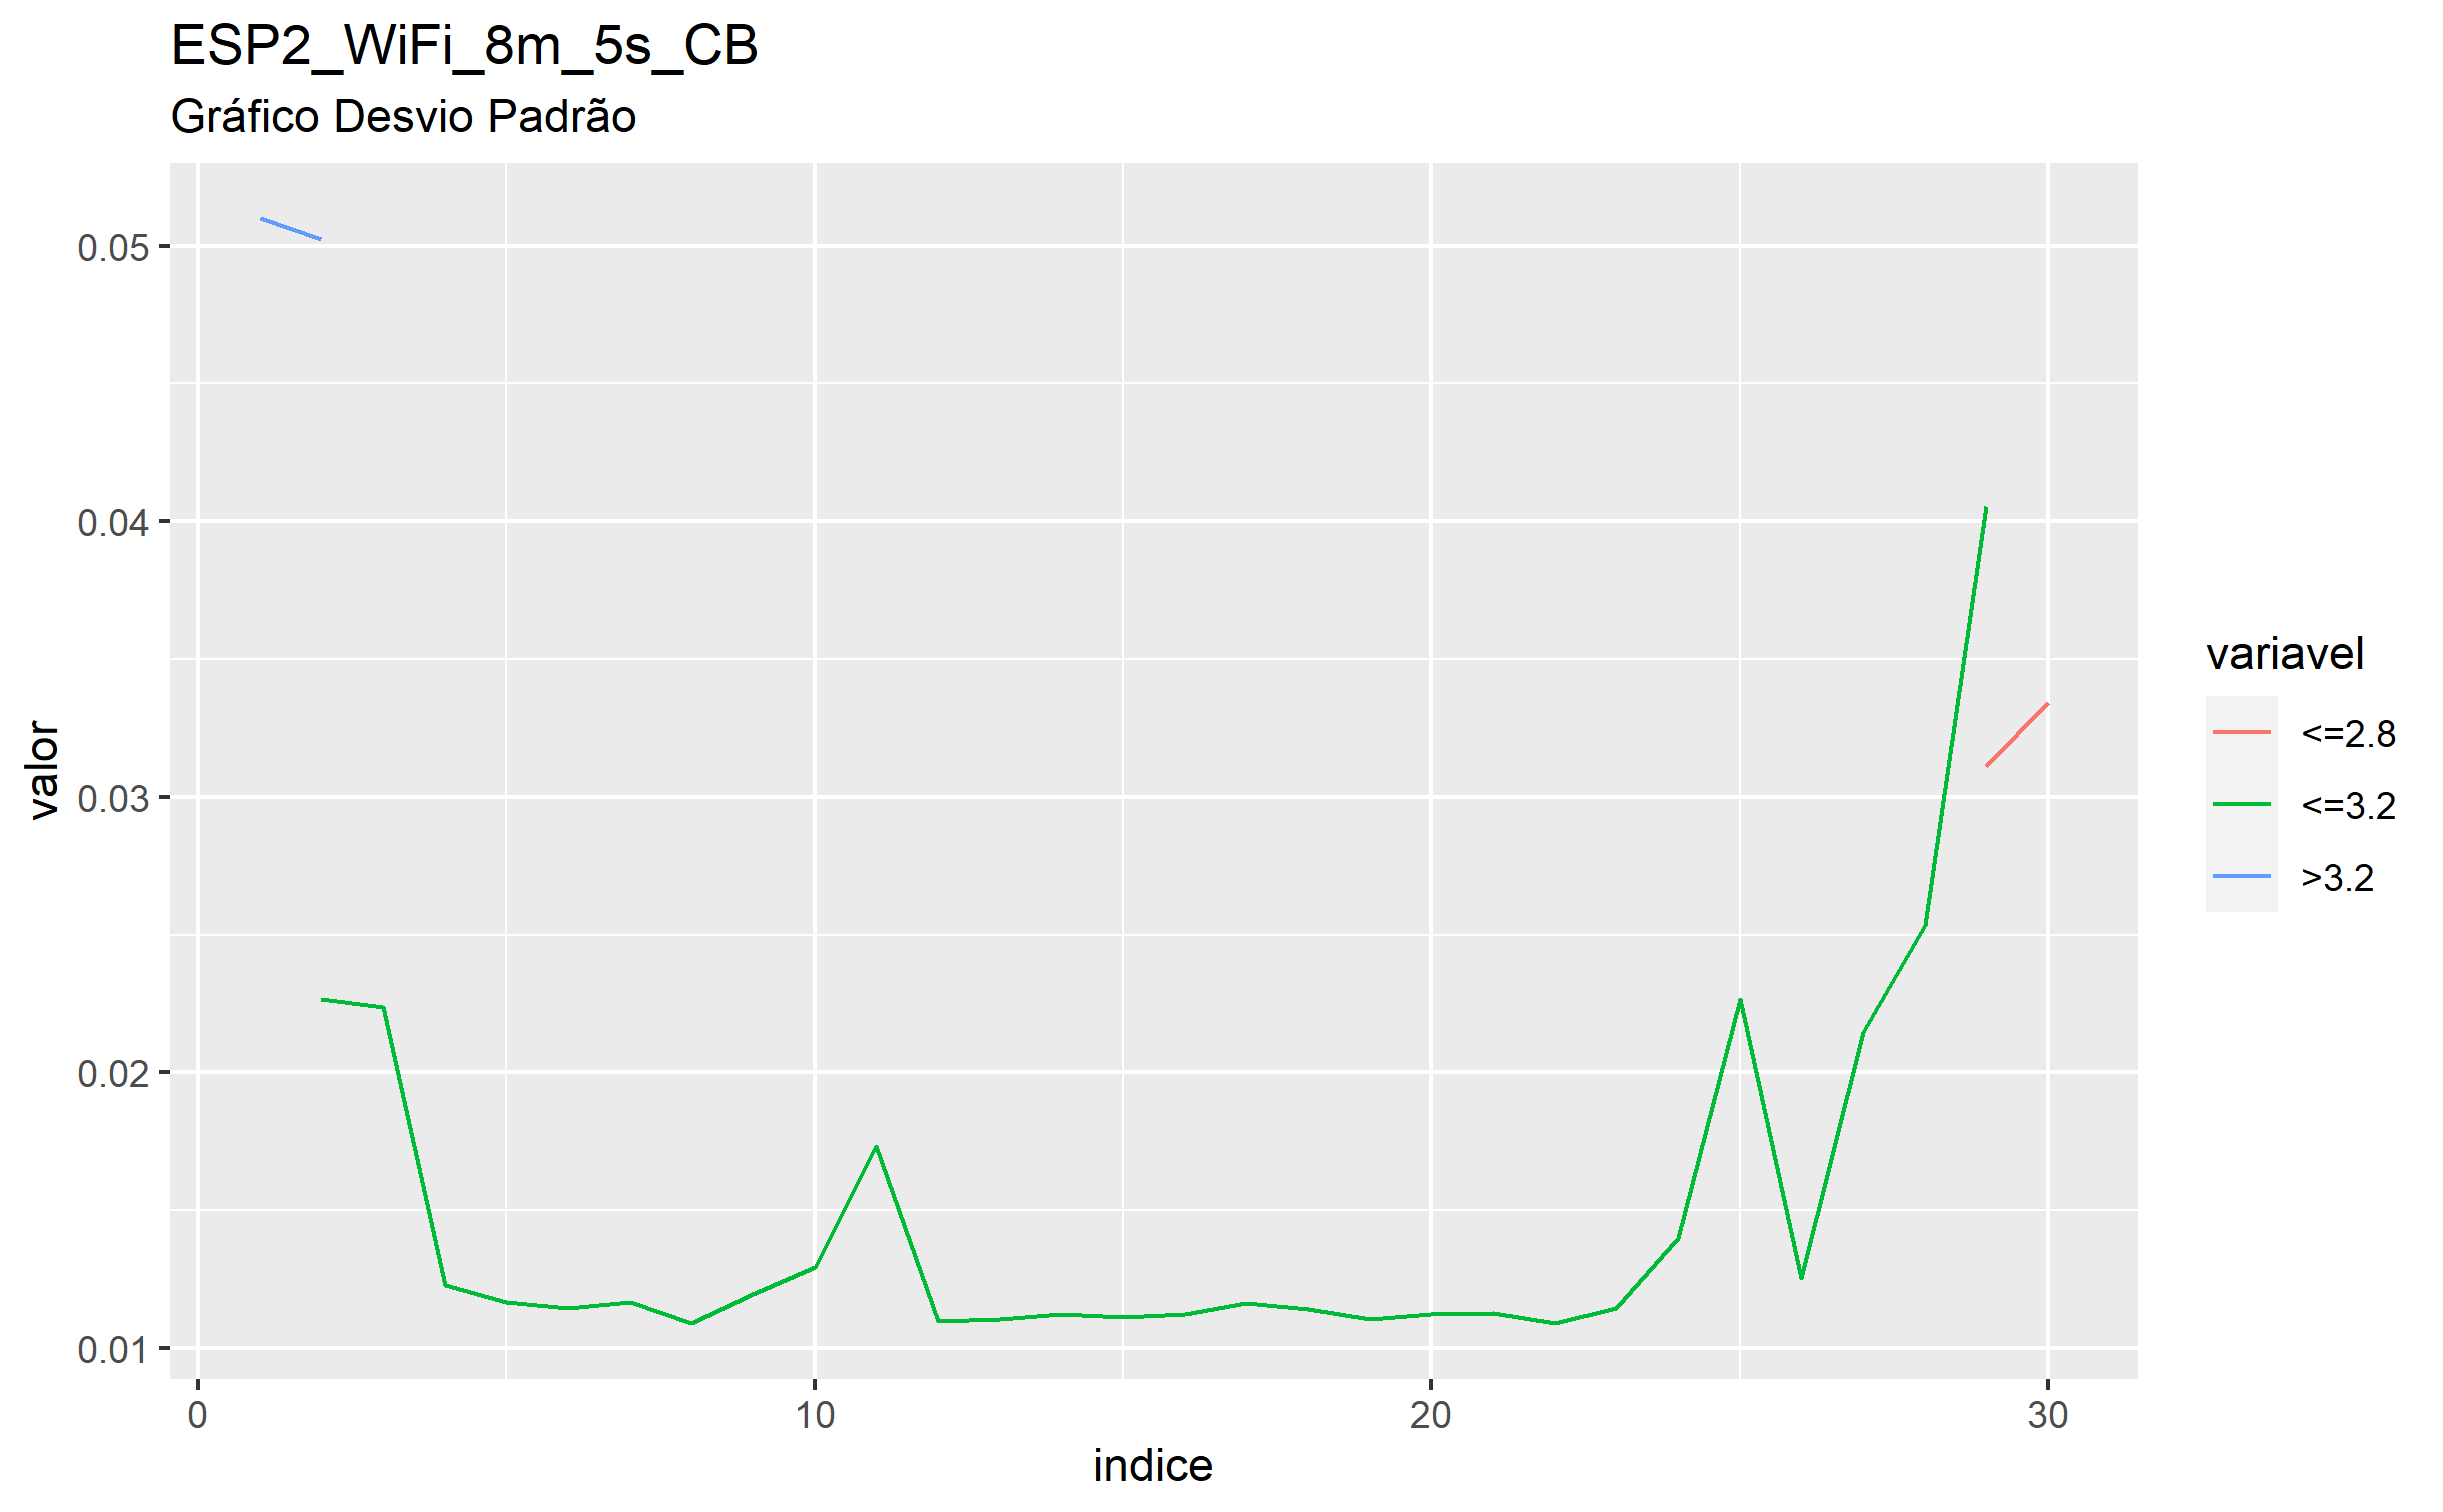 ESP2_WiFi_8m_5s_CB
Gráfico Desvio Padrão
0.05
0.04
0.03
0.02
0.01
valor
0 10 20 30
indice
variavel
<=2.8
<=3.2
>3.2